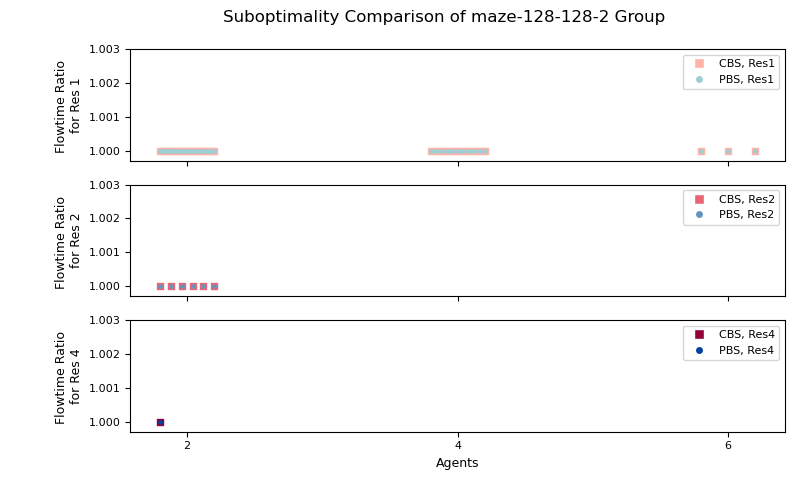 Suboptimality Comparison of maze-128-128-2 Group
Flowtime Ratio
for Res 1
1.003
1.002
1.001
1.000
CBS, Res1
PBS, Res1
Flowtime Ratio
for Res 2
1.003
1.002
1.001
1.000
CBS, Res2
PBS, Res2
Flowtime Ratio
for Res 4
1.003
1.002
1.001
1.000
CBS, Res4
PBS, Res4
2 4 6
Agents